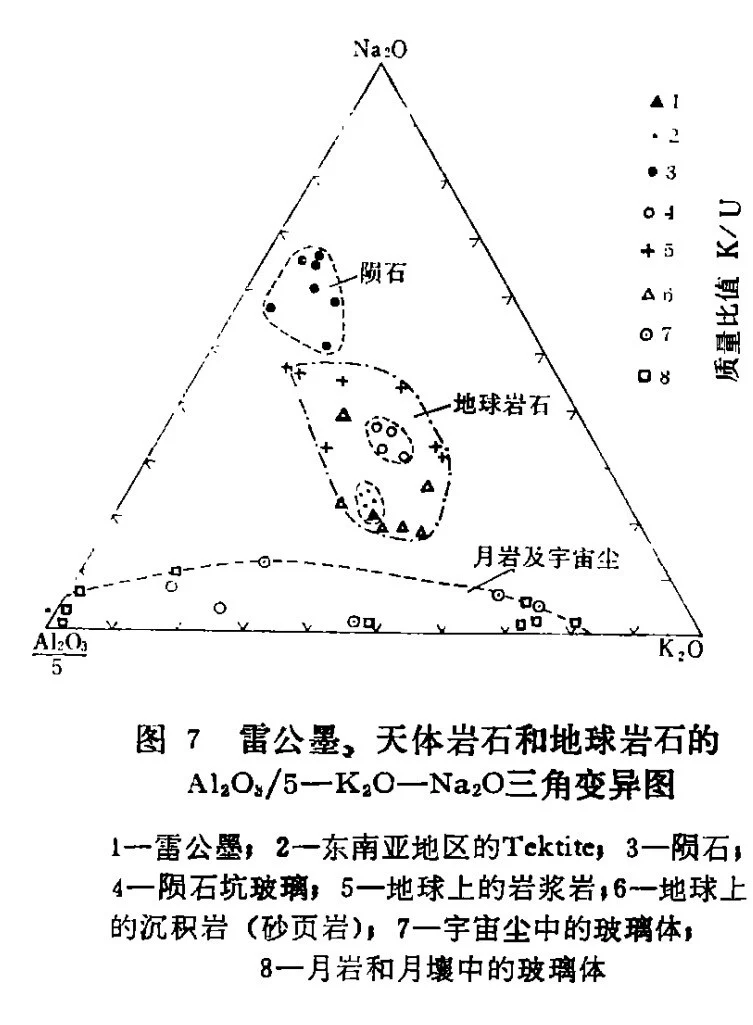 Na₂O
1
2
3
4
5
6
7
8
质量比值 K/U
陨石
地球岩石
月岩及宇宙尘
Al₂O₃
5
K₂O
图 7 雷公墨、天体岩石和地球岩石的
Al₂O₃/5—K₂O—Na₂O三角变异图
1—雷公墨；2—东南亚地区的Tektite；3—陨石；
4—陨石坑玻璃；5—地球上的岩浆岩；6—地球上
的沉积岩（砂页岩）；7—宇宙尘中的玻璃体；
8—月岩和月壤中的玻璃体